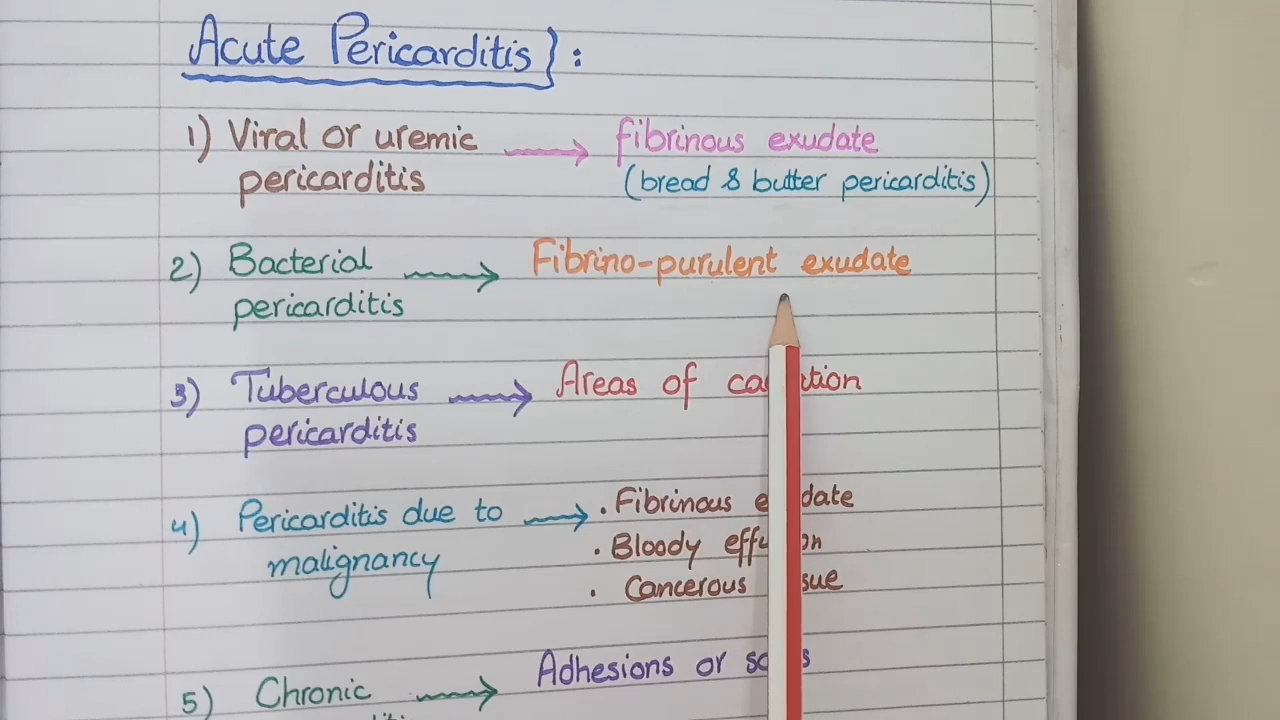 Acute Pericarditis} :
1) Viral or uremic → fibrinous exudate
pericarditis (bread & butter pericarditis)
2) Bacterial → Fibrino-purulent exudate
pericarditis
3) Tuberculous → Areas of
pericarditis
4) Pericarditis due to → . Fibrinous
malignancy . Bloody
. Cancerous
5) Chronic → Adhesions or